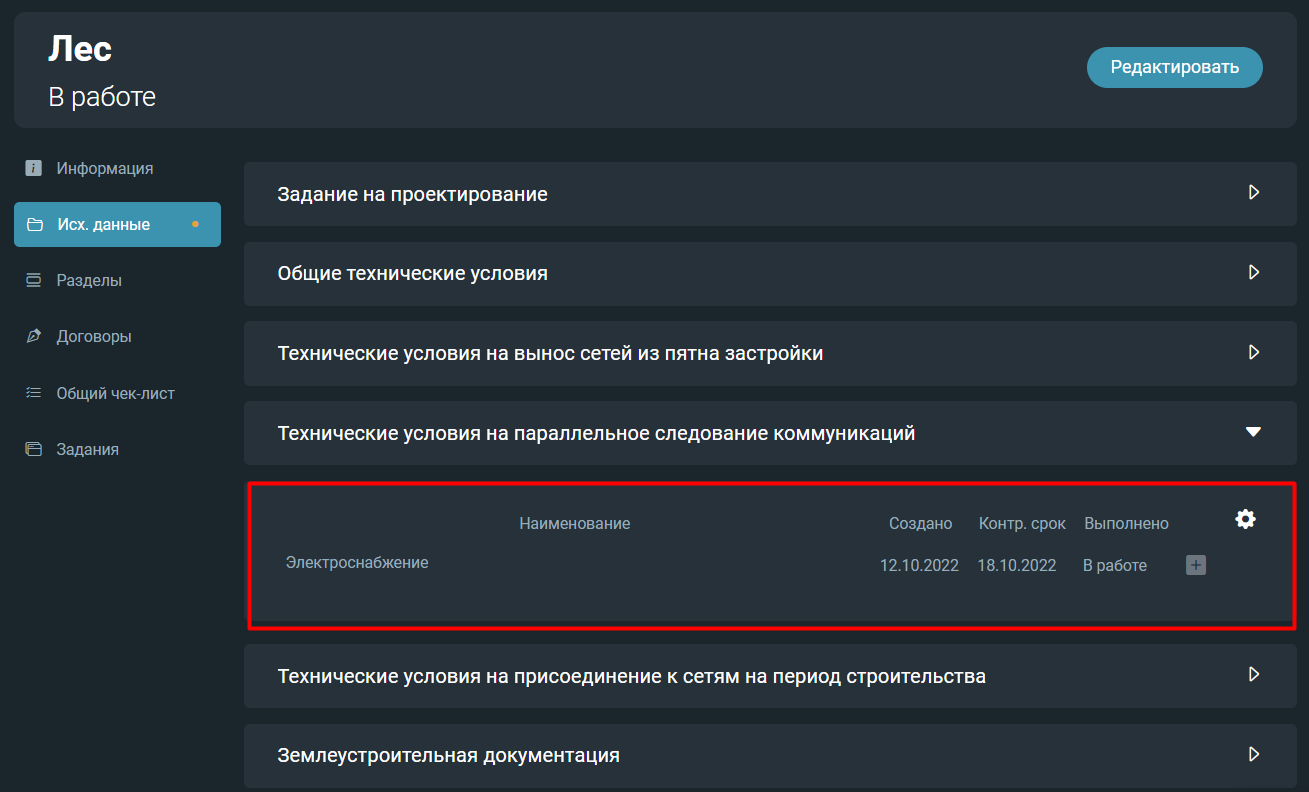 Лес
В работе
Редактировать
Информация
Исх. данные
Разделы
Договоры
Общий чек-лист
Задания
Задание на проектирование
Общие технические условия
Технические условия на вынос сетей из пятна застройки
Технические условия на параллельное следование коммуникаций
Наименование Создано Контр. срок Выполнено
Электроснабжение 12.10.2022 18.10.2022 В работе
Технические условия на присоединение к сетям на период строительства
Землеустроительная документация